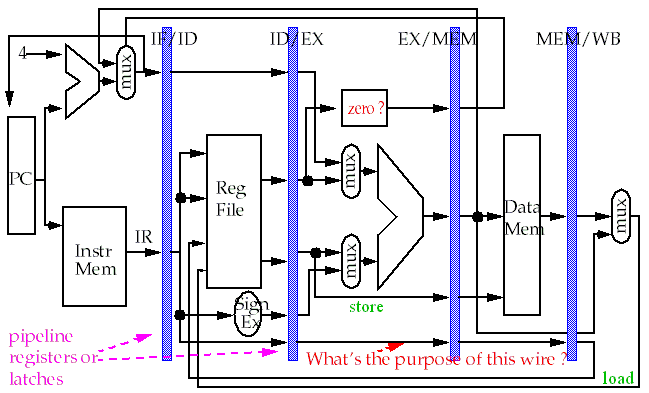 IF/ID
ID/EX
EX/MEM
MEM/WB
4
mux
zero ?
PC
Reg
File
mux
Data
Mem
mux
IR
Instr
Mem
mux
Sign
Ex
store
pipeline
registers or
latches
What's the purpose of this wire ?
load